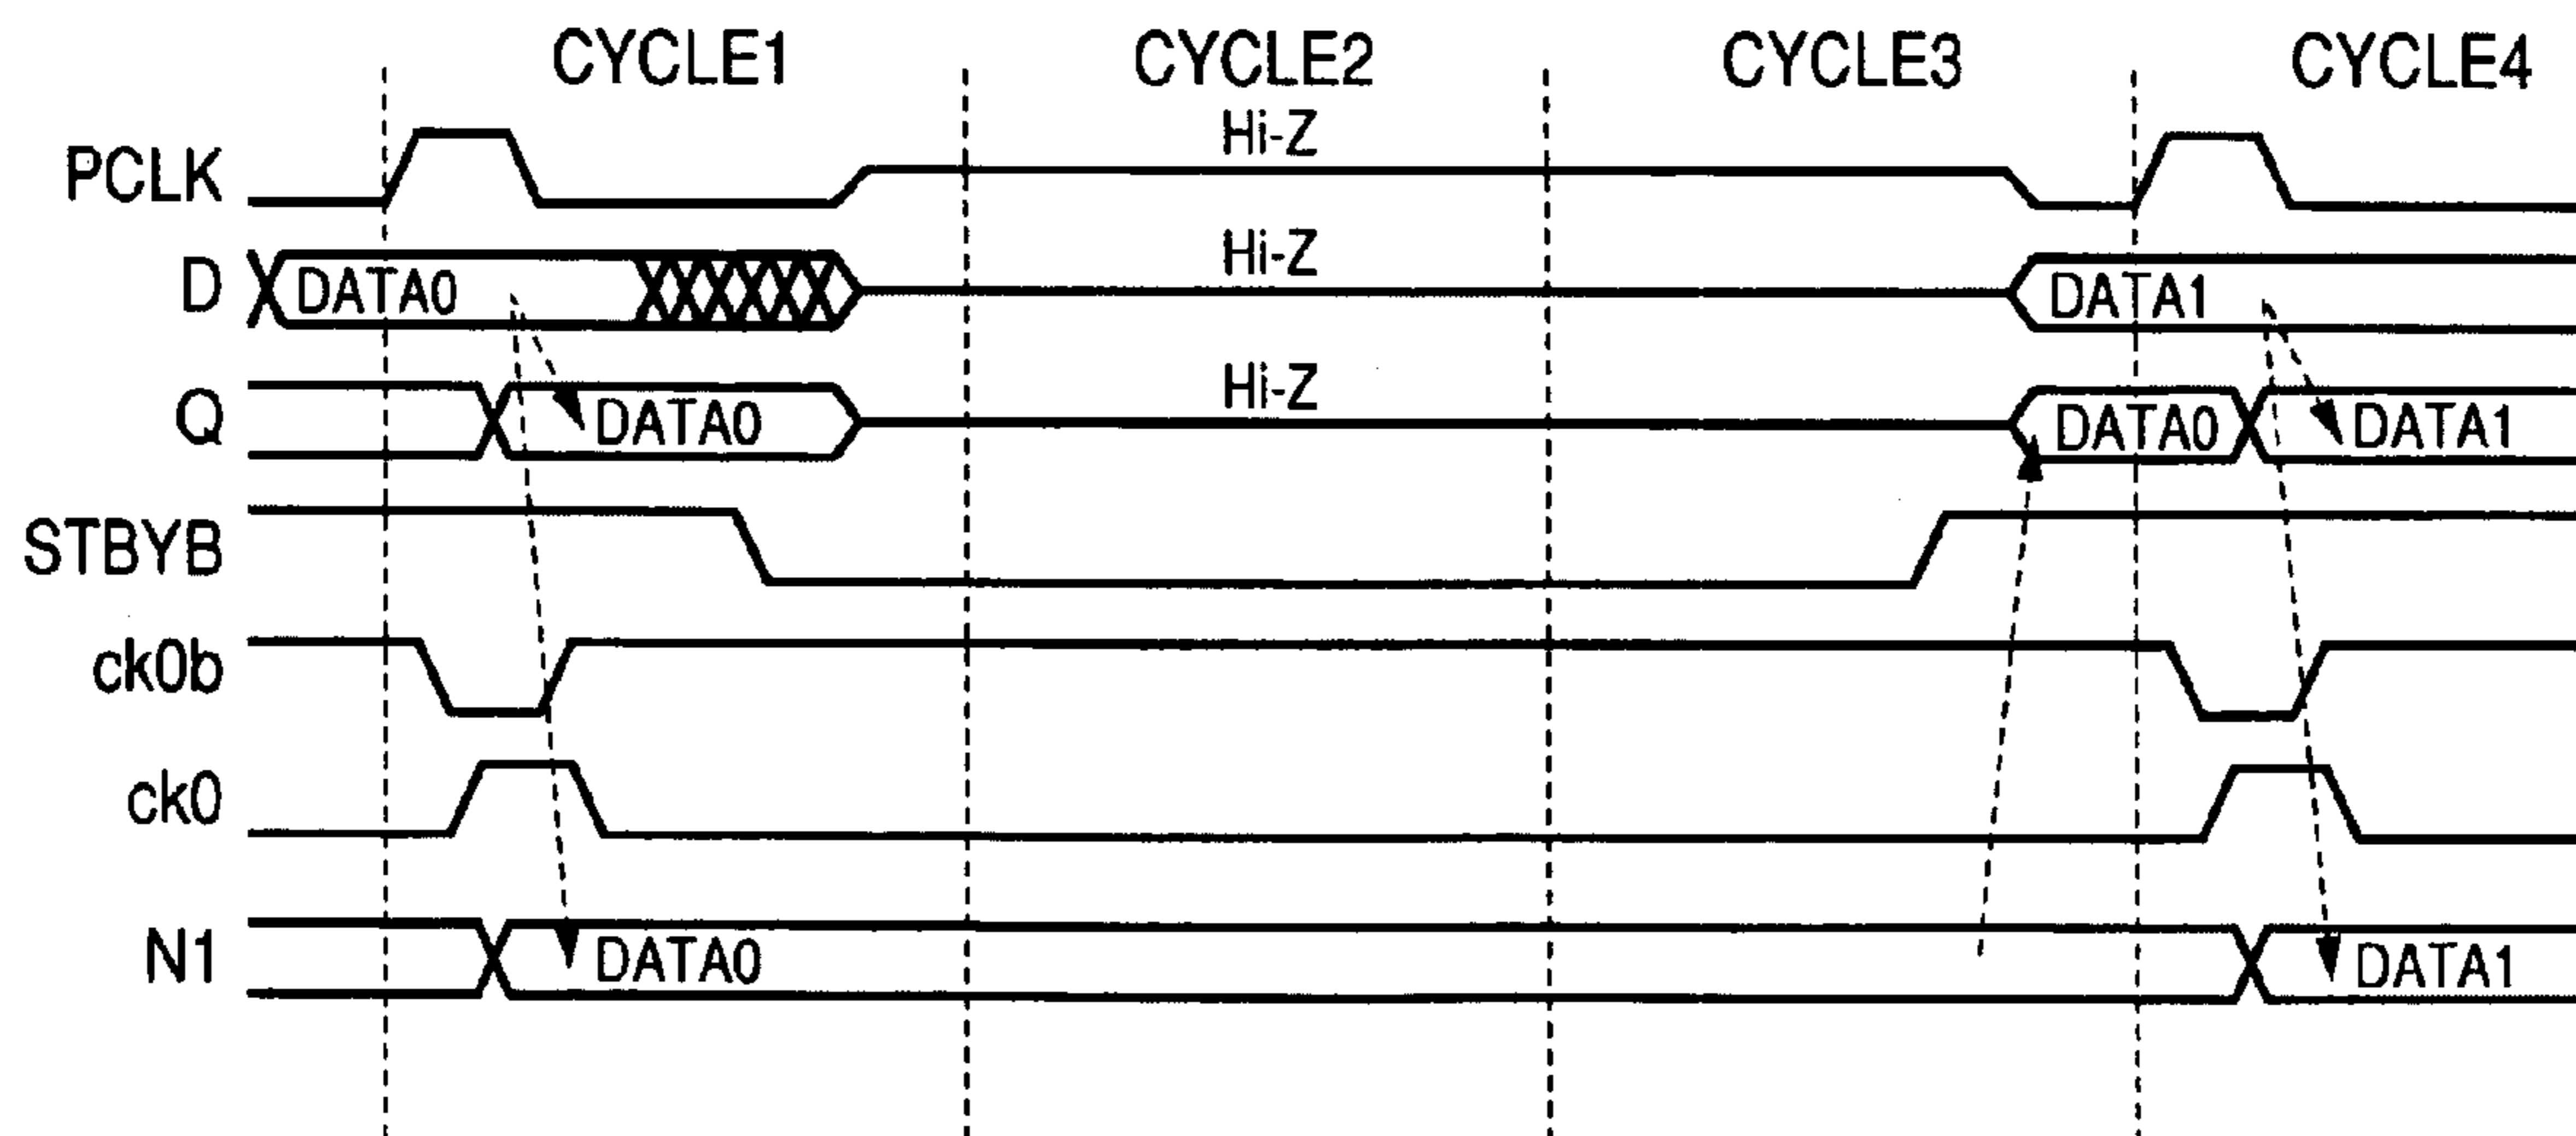 CYCLE1 CYCLE2 CYCLE3 CYCLE4
PCLK Hi-Z
D DATA0 Hi-Z DATA1
Q DATA0 Hi-Z DATA0 DATA1
STBYB
ck0b
ck0
N1 DATA0 DATA1